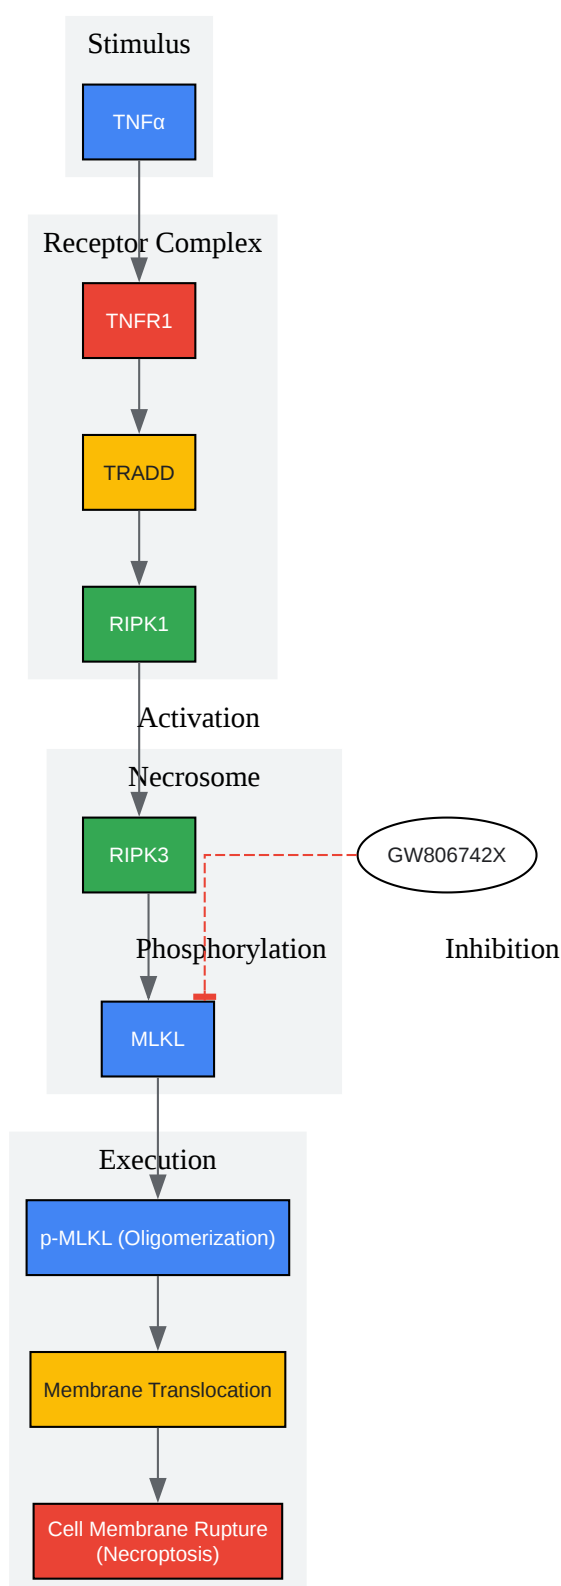 Stimulus
TNFα
Receptor Complex
TNFR1
TRADD
RIPK1
Activation
Necrosome
RIPK3
GW806742X
Phosphorylation
Inhibition
MLKL
Execution
p-MLKL (Oligomerization)
Membrane Translocation
Cell Membrane Rupture
(Necroptosis)